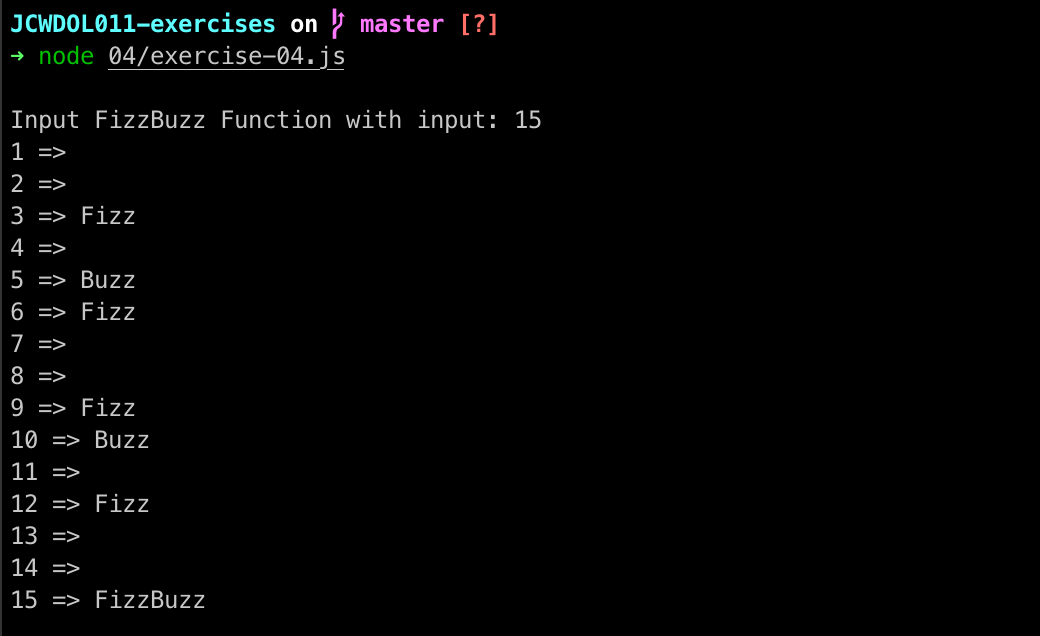 JCWDOL011-exercises on master [?]
→ node 04/exercise-04.js
Input FizzBuzz Function with input: 15
1 =>
2 =>
3 => Fizz
4 =>
5 => Buzz
6 => Fizz
7 =>
8 =>
9 => Fizz
10 => Buzz
11 =>
12 => Fizz
13 =>
14 =>
15 => FizzBuzz